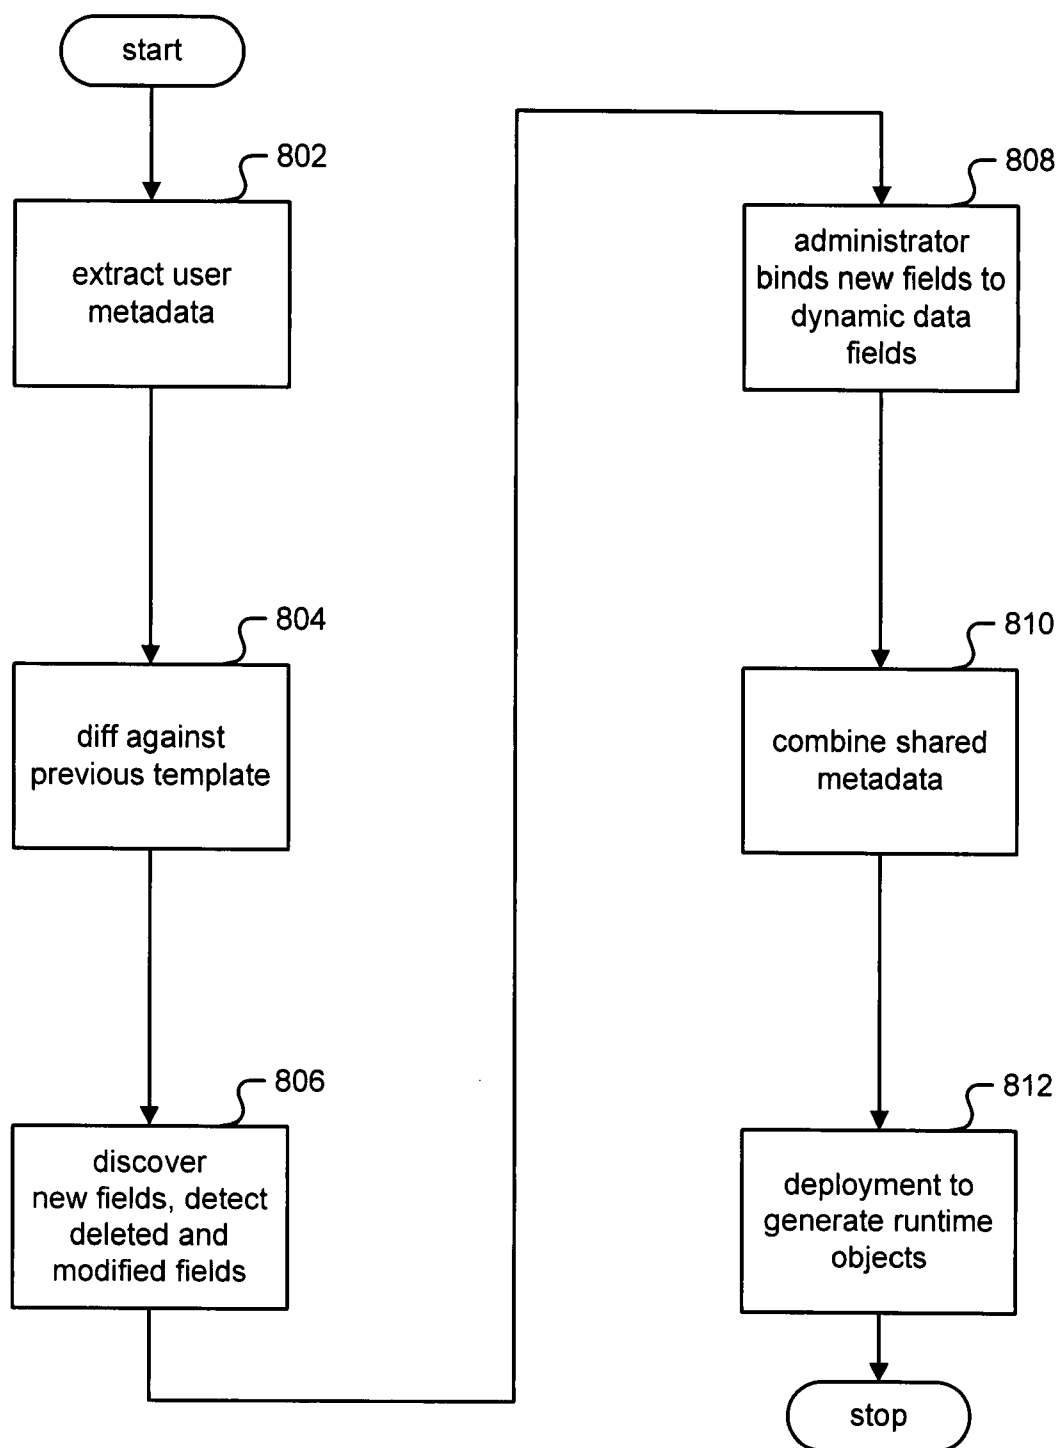 start
802
extract user
metadata
804
diff against
previous template
806
discover
new fields, detect
deleted and
modified fields
808
administrator
binds new fields to
dynamic data
fields
810
combine shared
metadata
812
deployment to
generate runtime
objects
stop